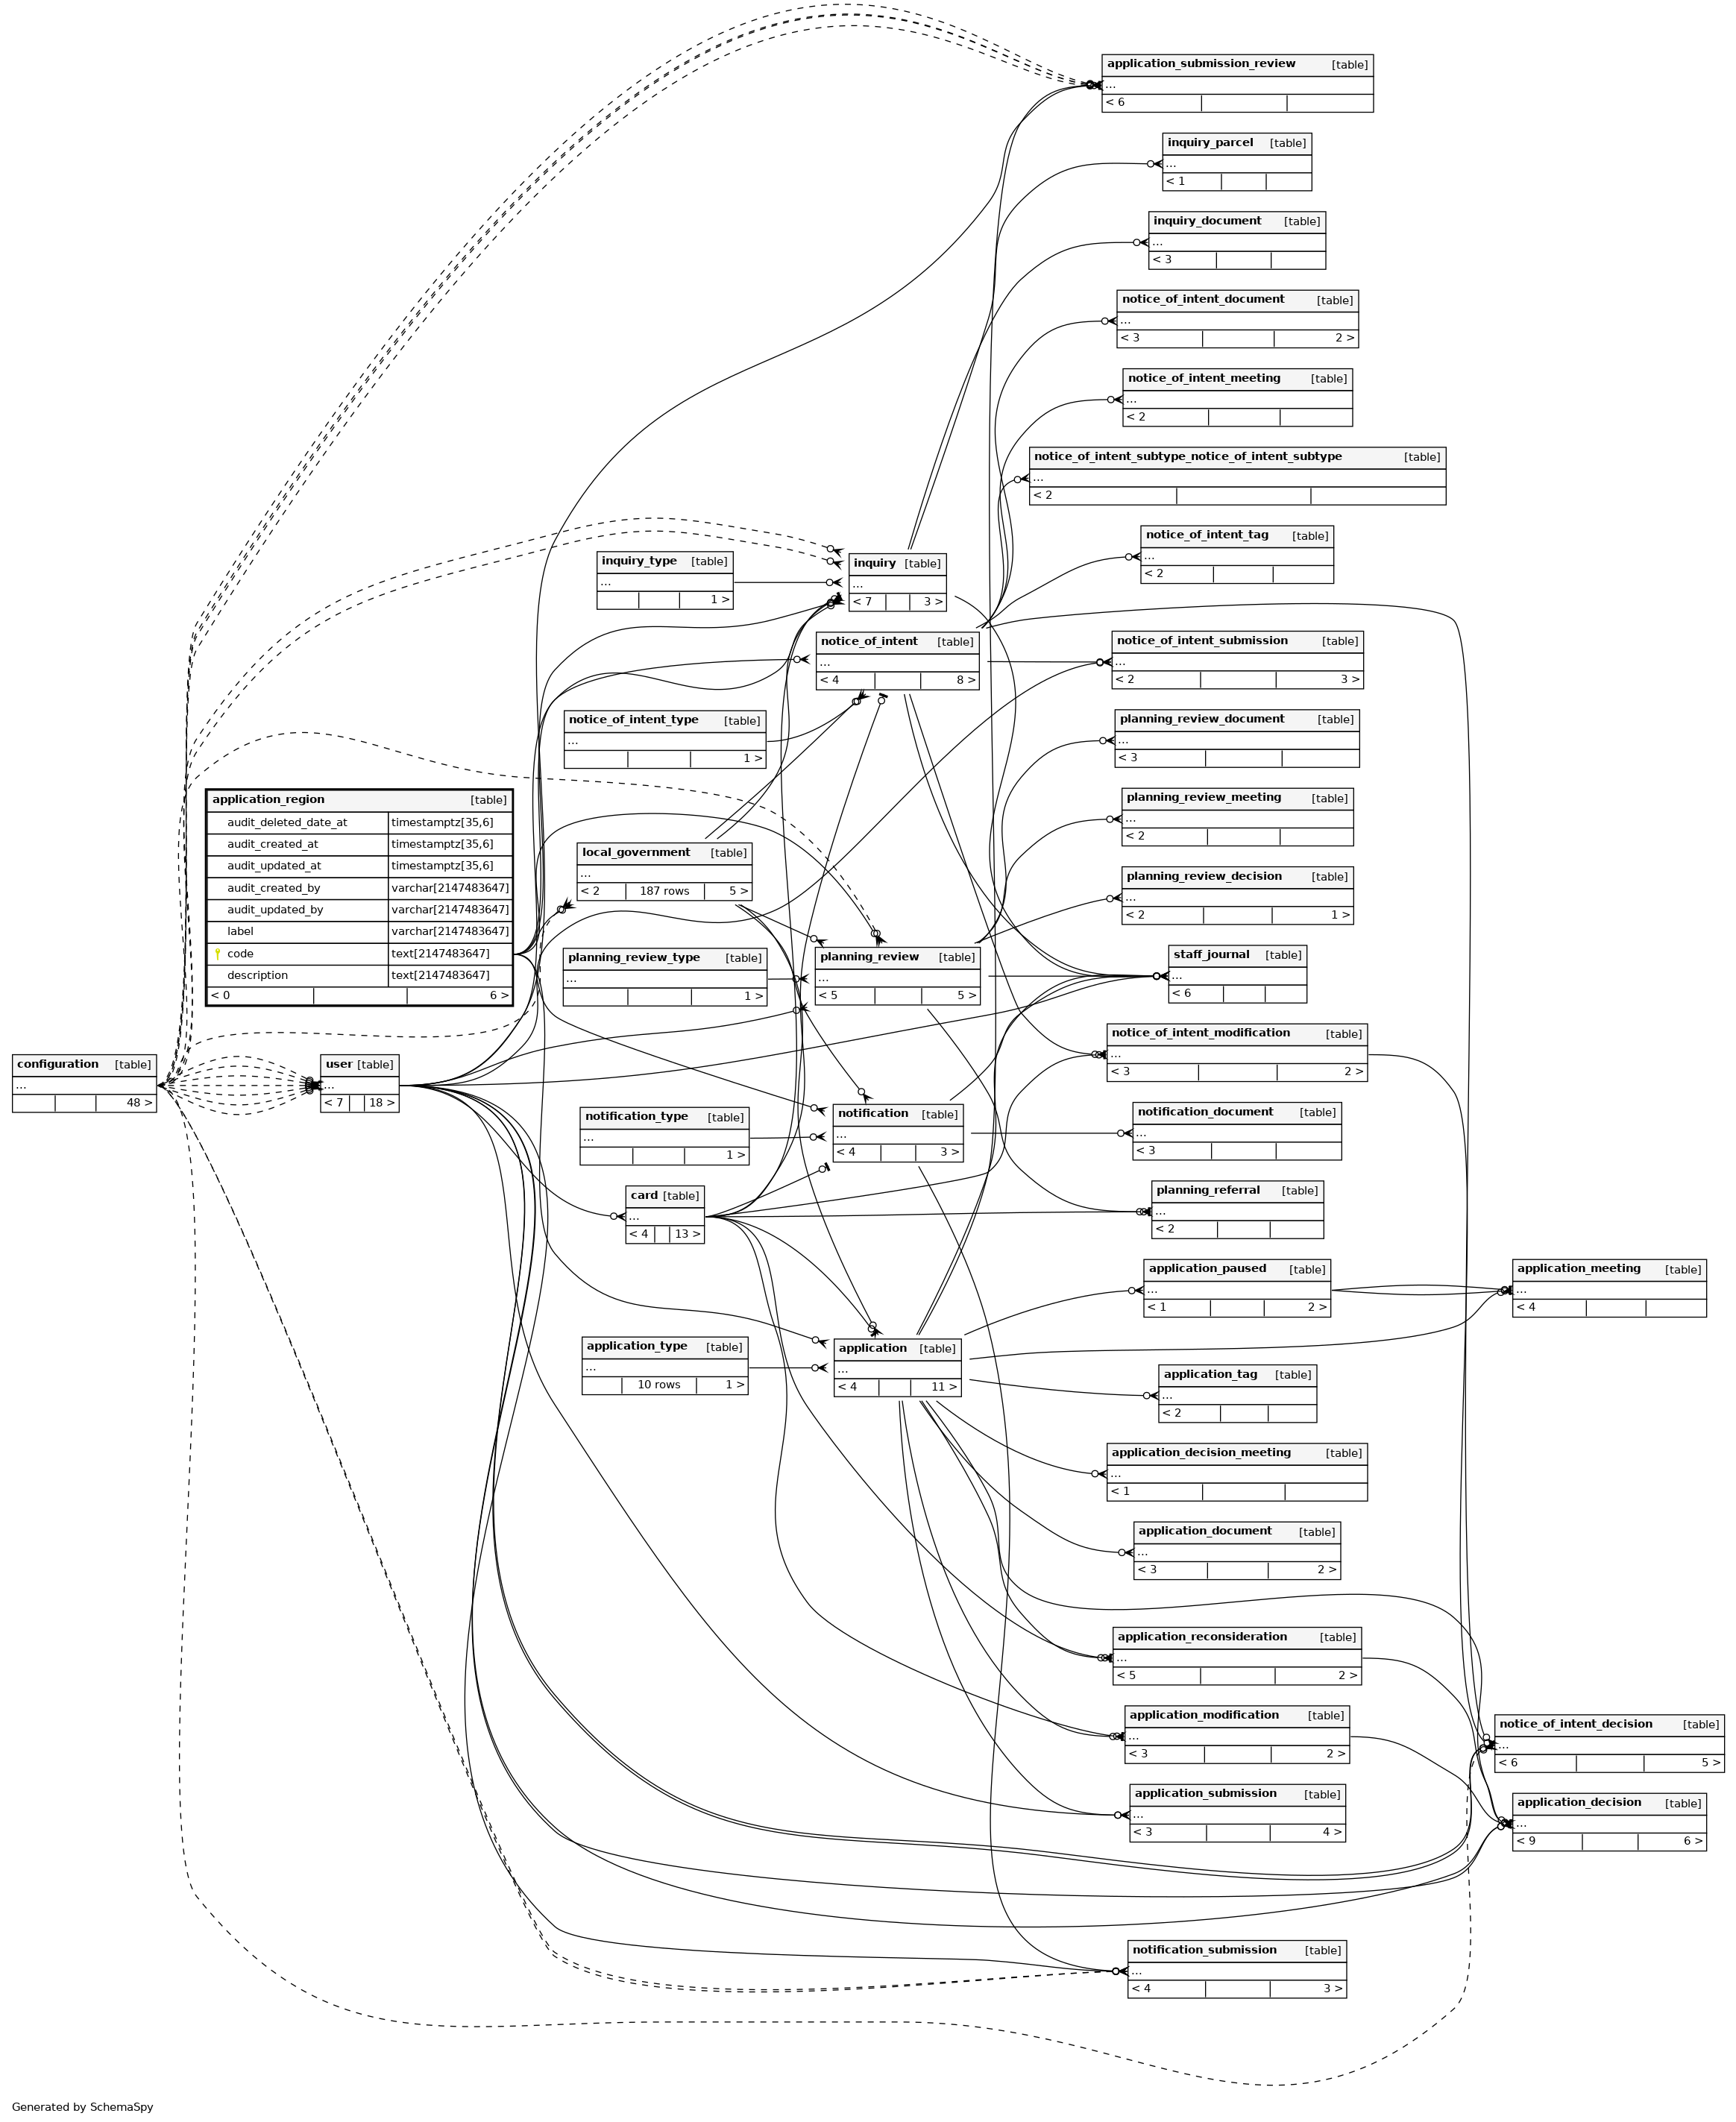 application_submission_review [table]
...
< 6
inquiry_parcel [table]
...
< 1
inquiry_document [table]
...
< 3
notice_of_intent_document [table]
...
< 3 2 >
notice_of_intent_meeting [table]
...
< 2
notice_of_intent_subtype_notice_of_intent_subtype [table]
...
< 2
notice_of_intent_tag [table]
...
< 2
inquiry_type [table]
...
1 >
inquiry [table]
...
< 7 3 >
notice_of_intent [table]
...
< 4 8 >
notice_of_intent_submission [table]
...
< 2 3 >
notice_of_intent_type [table]
...
1 >
planning_review_document [table]
...
< 3
application_region [table]
audit_deleted_date_at timestamptz[35,6]
audit_created_at timestamptz[35,6]
audit_updated_at timestamptz[35,6]
audit_created_by varchar[2147483647]
audit_updated_by varchar[2147483647]
label varchar[2147483647]
code text[2147483647]
description text[2147483647]
< 0 6 >
planning_review_meeting [table]
...
< 2
local_government [table]
...
< 2 187 rows 5 >
planning_review_decision [table]
...
< 2 1 >
planning_review_type [table]
...
1 >
planning_review [table]
...
< 5 5 >
staff_journal [table]
...
< 6
configuration [table]
...
48 >
user [table]
...
< 7 18 >
notice_of_intent_modification [table]
...
< 3 2 >
notification_type [table]
...
1 >
notification [table]
...
< 4 3 >
notification_document [table]
...
< 3
card [table]
...
< 4 13 >
planning_referral [table]
...
< 2
application_paused [table]
...
< 1 2 >
application_meeting [table]
...
< 4
application_type [table]
...
10 rows 1 >
application [table]
...
< 4 11 >
application_tag [table]
...
< 2
application_decision_meeting [table]
...
< 1
application_document [table]
...
< 3 2 >
application_reconsideration [table]
...
< 5 2 >
application_modification [table]
...
< 3 2 >
notice_of_intent_decision [table]
...
< 6 5 >
application_submission [table]
...
< 3 4 >
application_decision [table]
...
< 9 6 >
notification_submission [table]
...
< 4 3 >
Generated by SchemaSpy